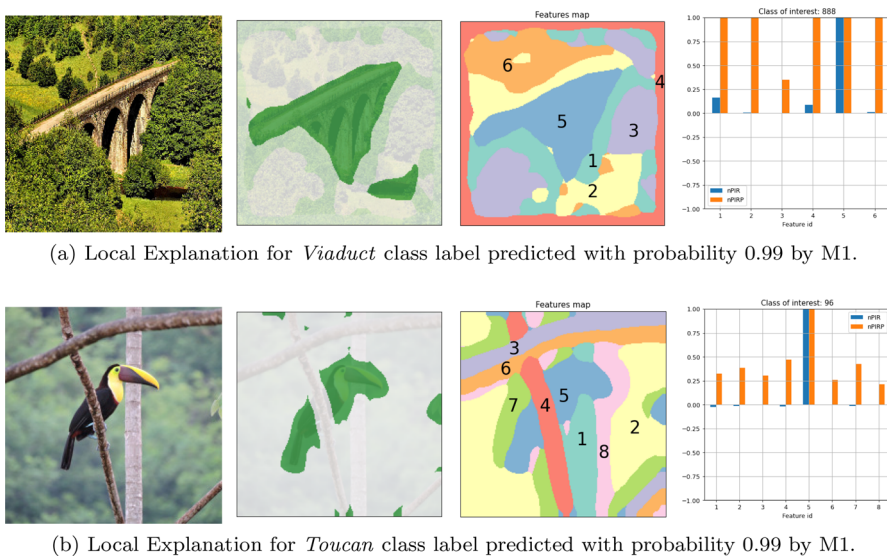 Features map
6
4
5
3
1
2
Class of interest: 888
1.00
0.75
0.50
0.25
0.00
−0.25
−0.50
−0.75
−1.00
nPIR
nPIRP
1 2 3 4 5 6
Feature id
(a) Local Explanation for Viaduct class label predicted with probability 0.99 by M1.
Features map
3
6
5
7 4
2
1
8
Class of interest: 96
1.00
0.75
0.50
0.25
0.00
−0.25
−0.50
−0.75
−1.00
nPIR
nPIRP
1 2 3 4 5 6 7 8
Feature id
(b) Local Explanation for Toucan class label predicted with probability 0.99 by M1.